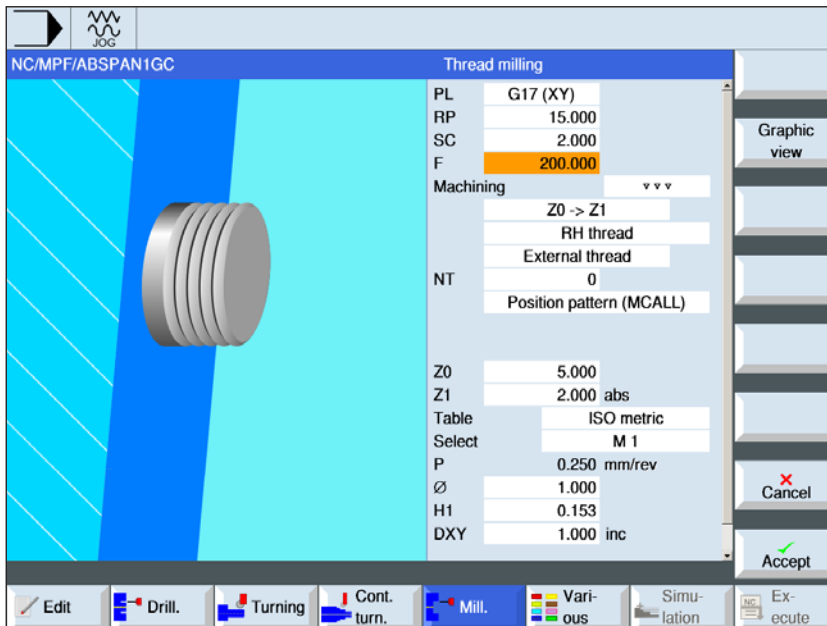 JOG
NC/MPF/ABSPAN1GC
Thread milling
PL G17 (XY)
RP 15.000
SC 2.000
F 200.000
Machining ▿▿▿
Z0 -> Z1
RH thread
External thread
NT 0
Position pattern (MCALL)
Z0 5.000
Z1 2.000 abs
Table ISO metric
Select M 1
P 0.250 mm/rev
Ø 1.000
H1 0.153
DXY 1.000 inc
Graphic
view
Cancel
Accept
Edit
Drill.
Turning
Cont.
turn.
Mill.
Vari-
ous
Simu-
lation
NC
Ex-
ecute